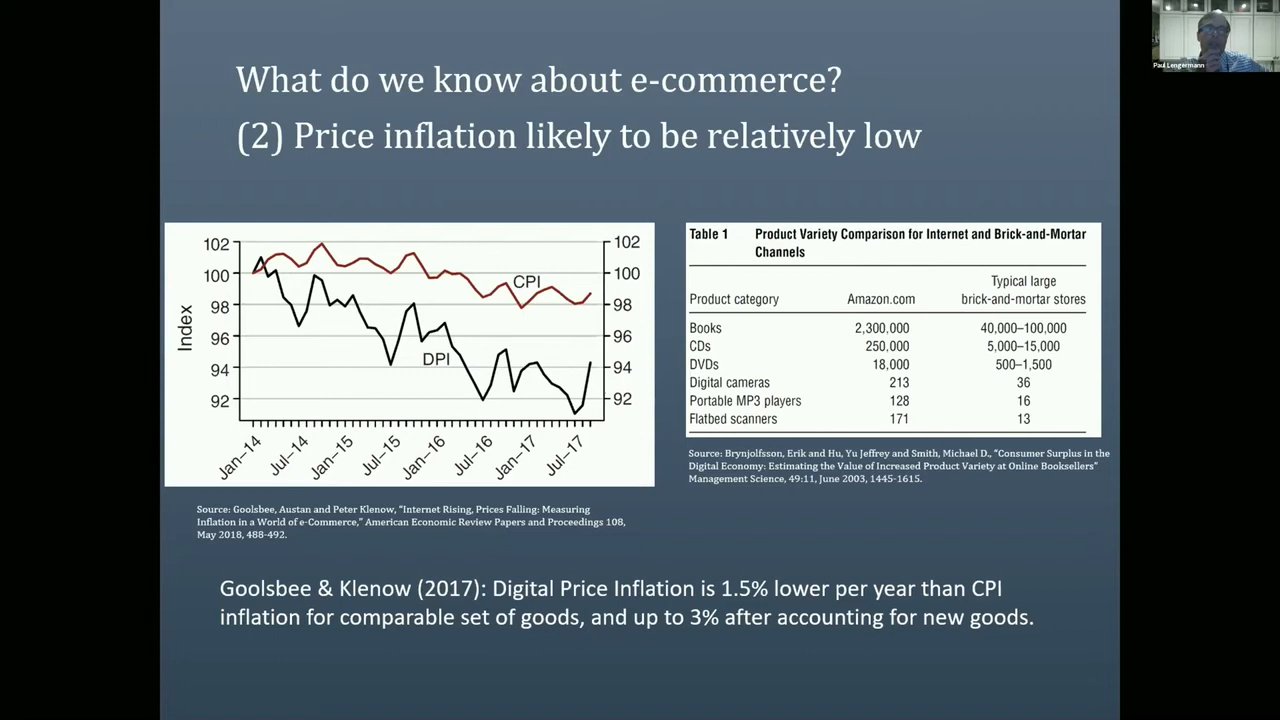 What do we know about e-commerce?
(2) Price inflation likely to be relatively low
Paul Lengermann
102
100
98
96
94
92
Index
CPI
DPI
102
100
98
96
94
92
Jan–14
Jul–14
Jan–15
Jul–15
Jan–16
Jul–16
Jan–17
Jul–17
Source: Goolsbee, Austan and Peter Klenow, “Internet Rising, Prices Falling: Measuring
Inflation in a World of e-Commerce,” American Economic Review Papers and Proceedings 108,
May 2018, 488-492.
Table 1 Product Variety Comparison for Internet and Brick-and-Mortar
Channels
Typical large
Product category Amazon.com brick-and-mortar stores
Books 2,300,000 40,000–100,000
CDs 250,000 5,000–15,000
DVDs 18,000 500–1,500
Digital cameras 213 36
Portable MP3 players 128 16
Flatbed scanners 171 13
Source: Brynjolfsson, Erik and Hu, Yu Jeffrey and Smith, Michael D., “Consumer Surplus in the
Digital Economy: Estimating the Value of Increased Product Variety at Online Booksellers”
Management Science, 49:11, June 2003, 1445-1615.
Goolsbee & Klenow (2017): Digital Price Inflation is 1.5% lower per year than CPI
inflation for comparable set of goods, and up to 3% after accounting for new goods.